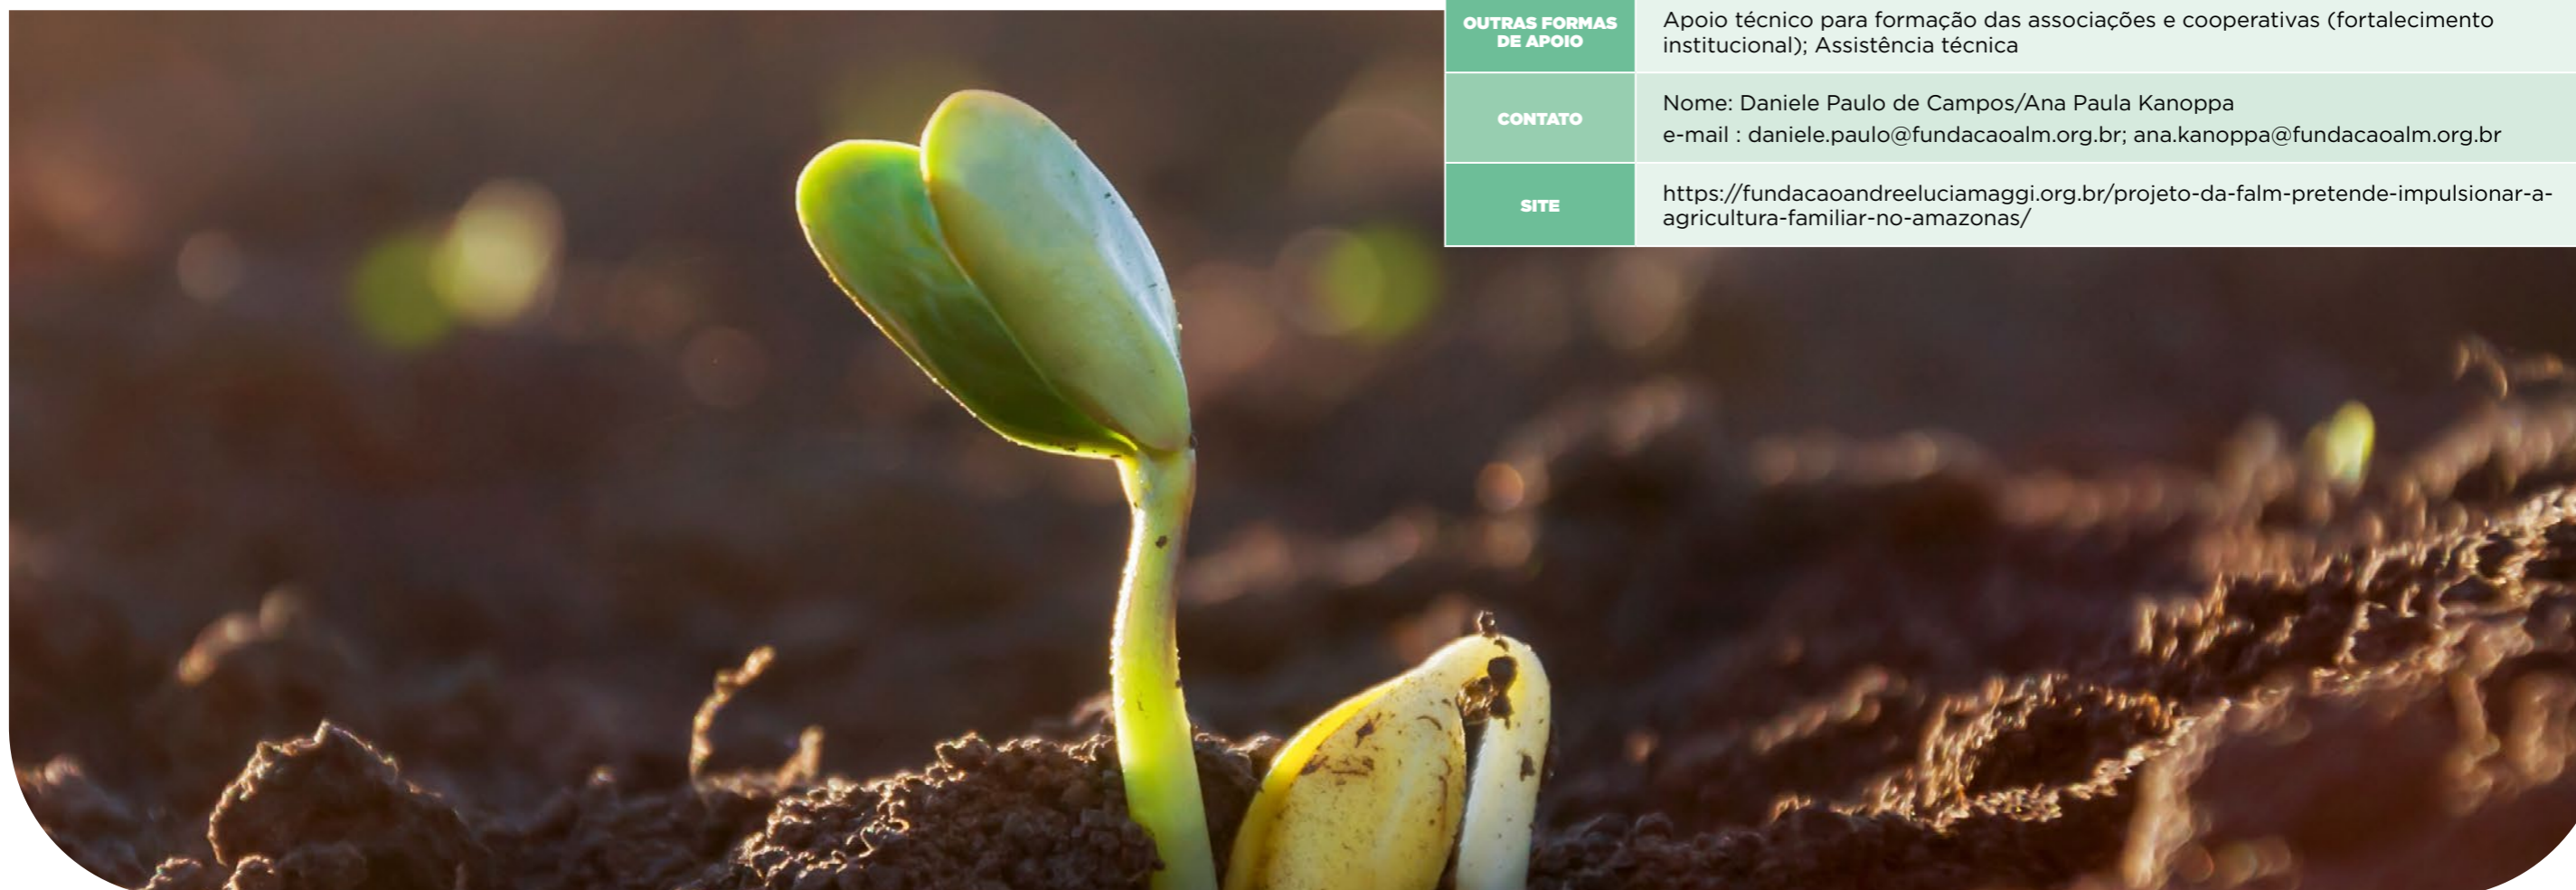 OUTRAS FORMAS
DE APOIO
Apoio técnico para formação das associações e cooperativas (fortalecimento
institucional); Assistência técnica
CONTATO
Nome: Daniele Paulo de Campos/Ana Paula Kanoppa
e-mail : daniele.paulo@fundacaoalm.org.br; ana.kanoppa@fundacaoalm.org.br
SITE
https://fundacaoandreeluciamaggi.org.br/projeto-da-falm-pretende-impulsionar-a-
agricultura-familiar-no-amazonas/